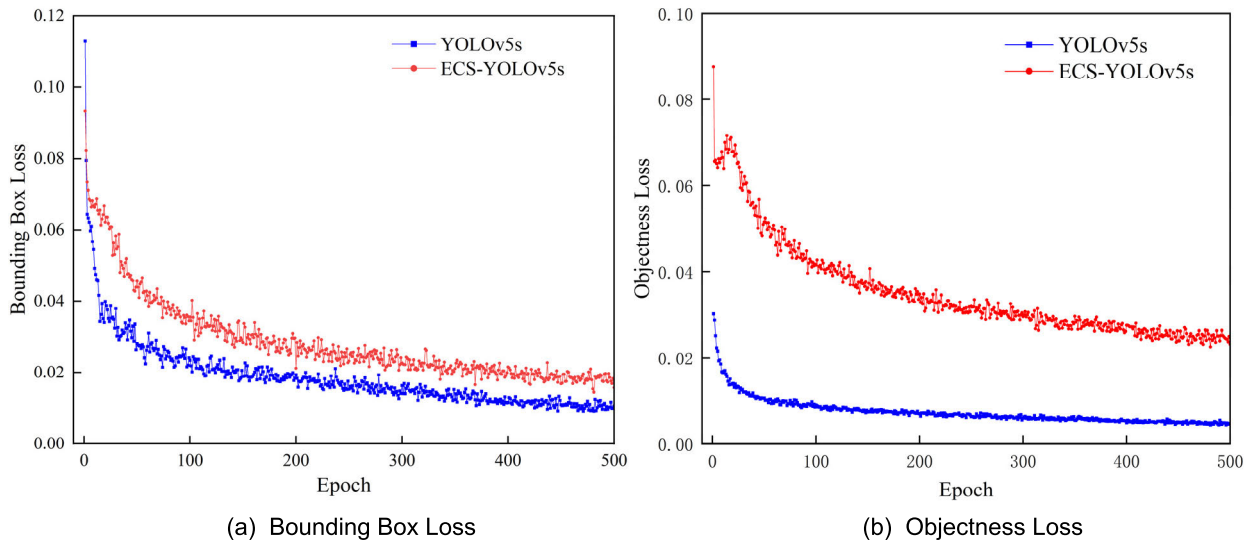 0.12
0.10
0.08
0.06
0.04
0.02
0.00
Bounding Box Loss
YOLOv5s
ECS-YOLOv5s
0 100 200 300 400 500
Epoch
(a) Bounding Box Loss
0.10
0.08
0.06
0.04
0.02
0.00
Objectness Loss
YOLOv5s
ECS-YOLOv5s
0 100 200 300 400 500
Epoch
(b) Objectness Loss